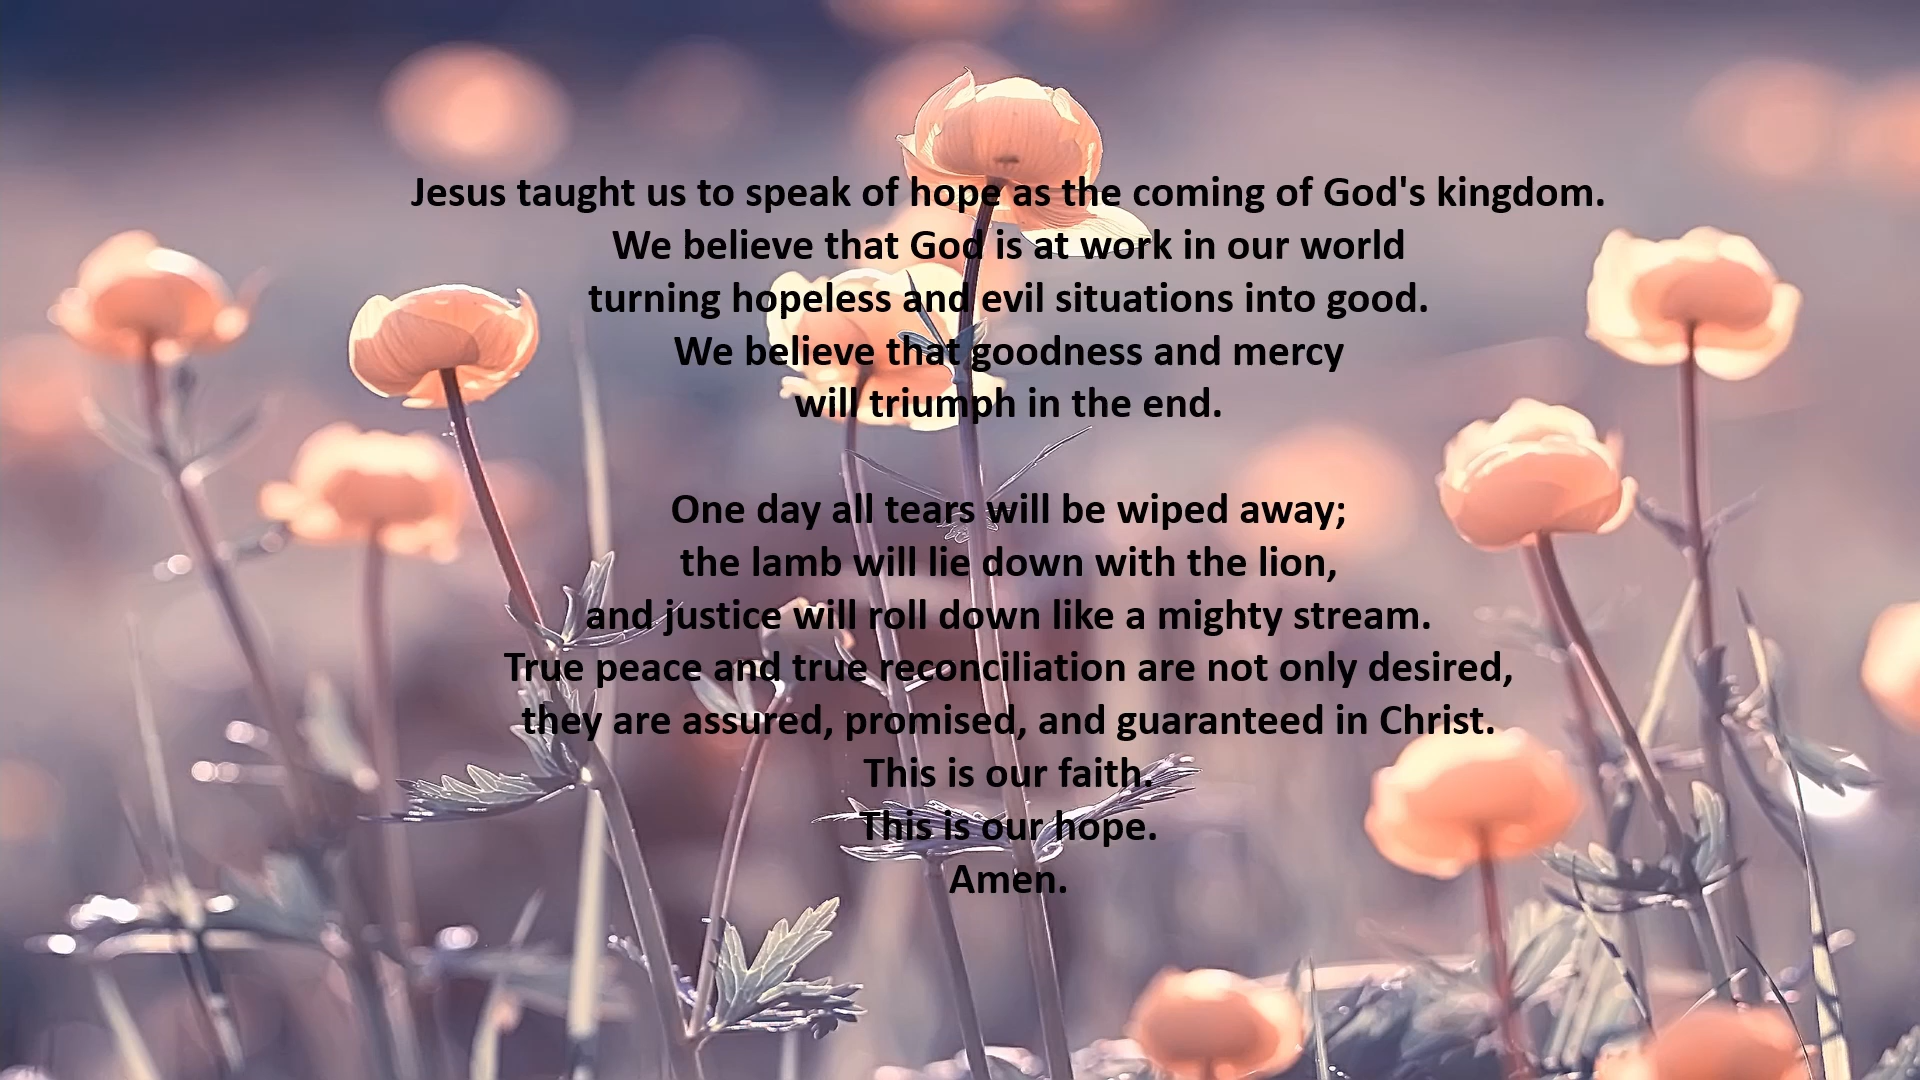 Jesus taught us to speak of hope as the coming of God's kingdom.
We believe that God is at work in our world
turning hopeless and evil situations into good.
We believe that goodness and mercy
will triumph in the end.
One day all tears will be wiped away;
the lamb will lie down with the lion,
and justice will roll down like a mighty stream.
True peace and true reconciliation are not only desired,
they are assured, promised, and guaranteed in Christ.
This is our faith.
This is our hope.
Amen.